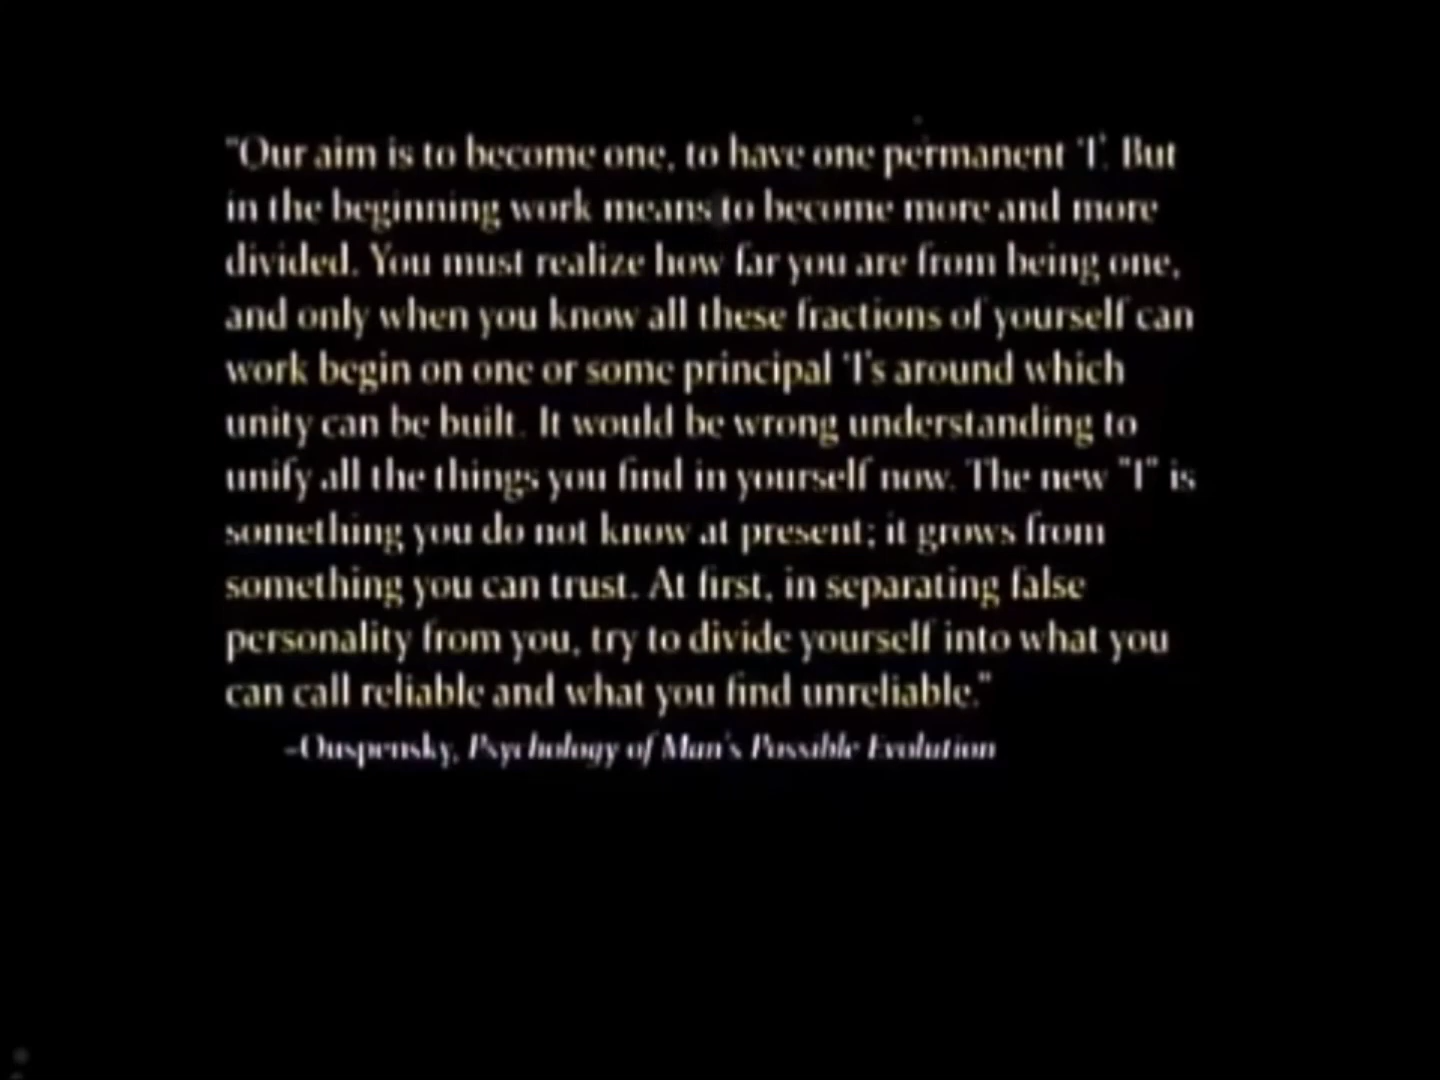 "Our aim is to become one, to have one permanent 'I'. But
in the beginning work means to become more and more
divided. You must realize how far you are from being one,
and only when you know all these fractions of yourself can
work begin on one or some principal 'I's around which
unity can be built. It would be wrong understanding to
unify all the things you find in yourself now. The new "I" is
something you do not know at present; it grows from
something you can trust. At first, in separating false
personality from you, try to divide yourself into what you
can call reliable and what you find unreliable."
–Ouspensky, Psychology of Man's Possible Evolution